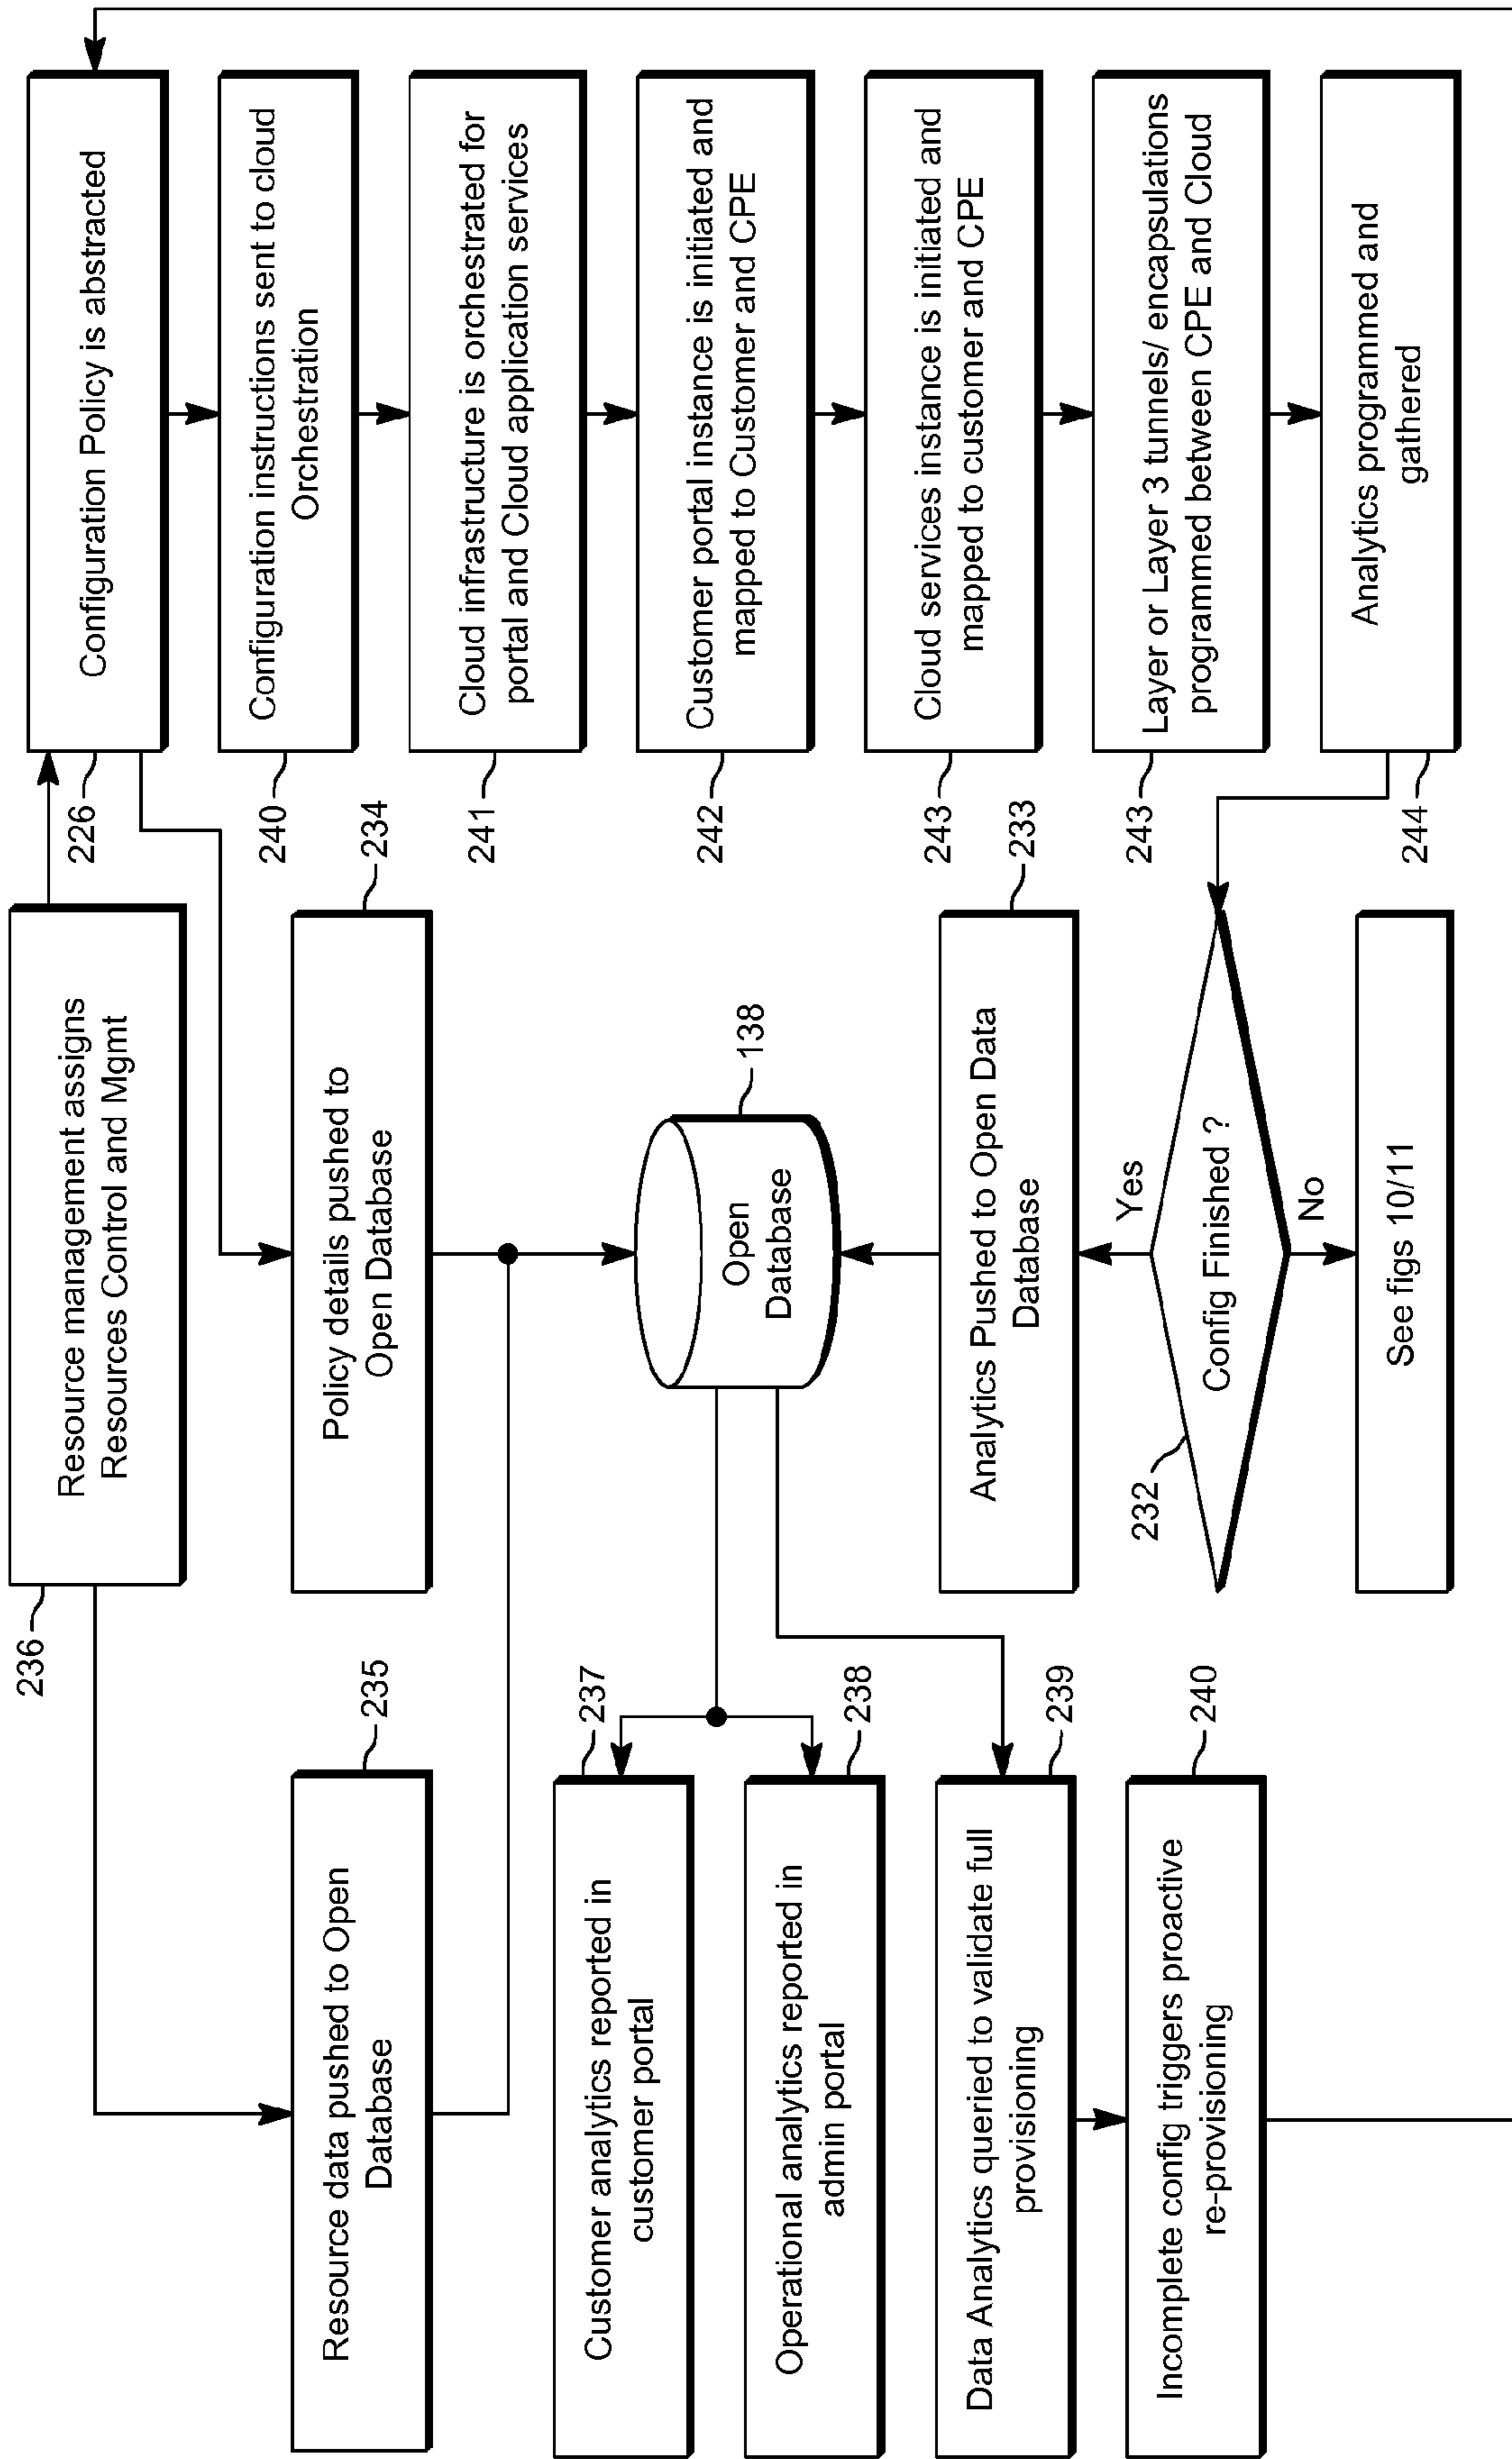 236
Resource management assigns
Resources Control and Mgmt
226
Configuration Policy is abstracted
235
Resource data pushed to Open
Database
234
Policy details pushed to
Open Database
240
Configuration instructions sent to cloud
Orchestration
237
Customer analytics reported in
customer portal
241
Cloud infrastructure is orchestrated for
portal and Cloud application services
138
Open
Database
238
Operational analytics reported in
admin portal
242
Customer portal instance is initiated and
mapped to Customer and CPE
239
Data Analytics queried to validate full
provisioning
233
Analytics Pushed to Open Data
Database
243
Cloud services instance is initiated and
mapped to customer and CPE
240
Incomplete config triggers proactive
re-provisioning
Yes
232
Config Finished ?
No
243
Layer or Layer 3 tunnels/ encapsulations
programmed between CPE and Cloud
See figs 10/11
244
Analytics programmed and
gathered